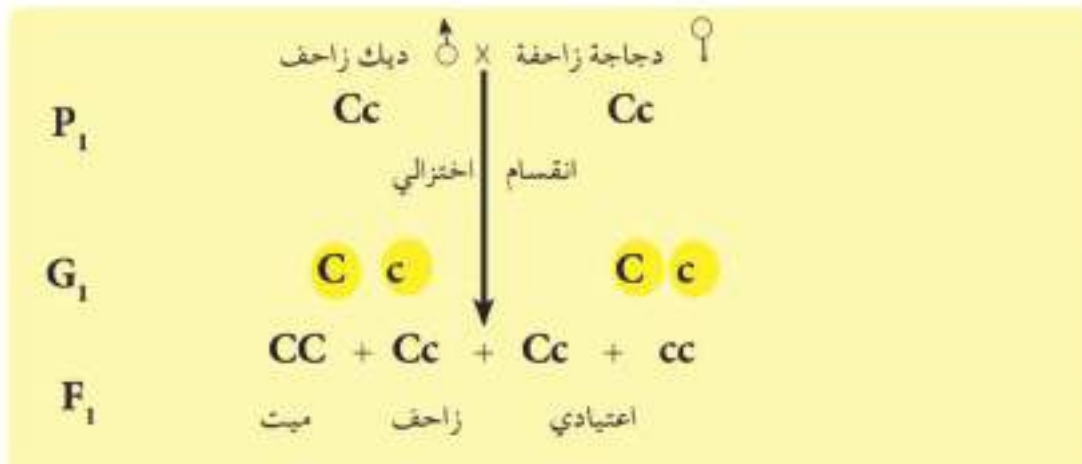 دجاجة زاحفة ♀ X ♂ ديك زاحف
P₁ Cc Cc
انقسام اختزالي
G₁ C c C c
CC + Cc + Cc + cc
F₁ ميت زاحف اعتيادي